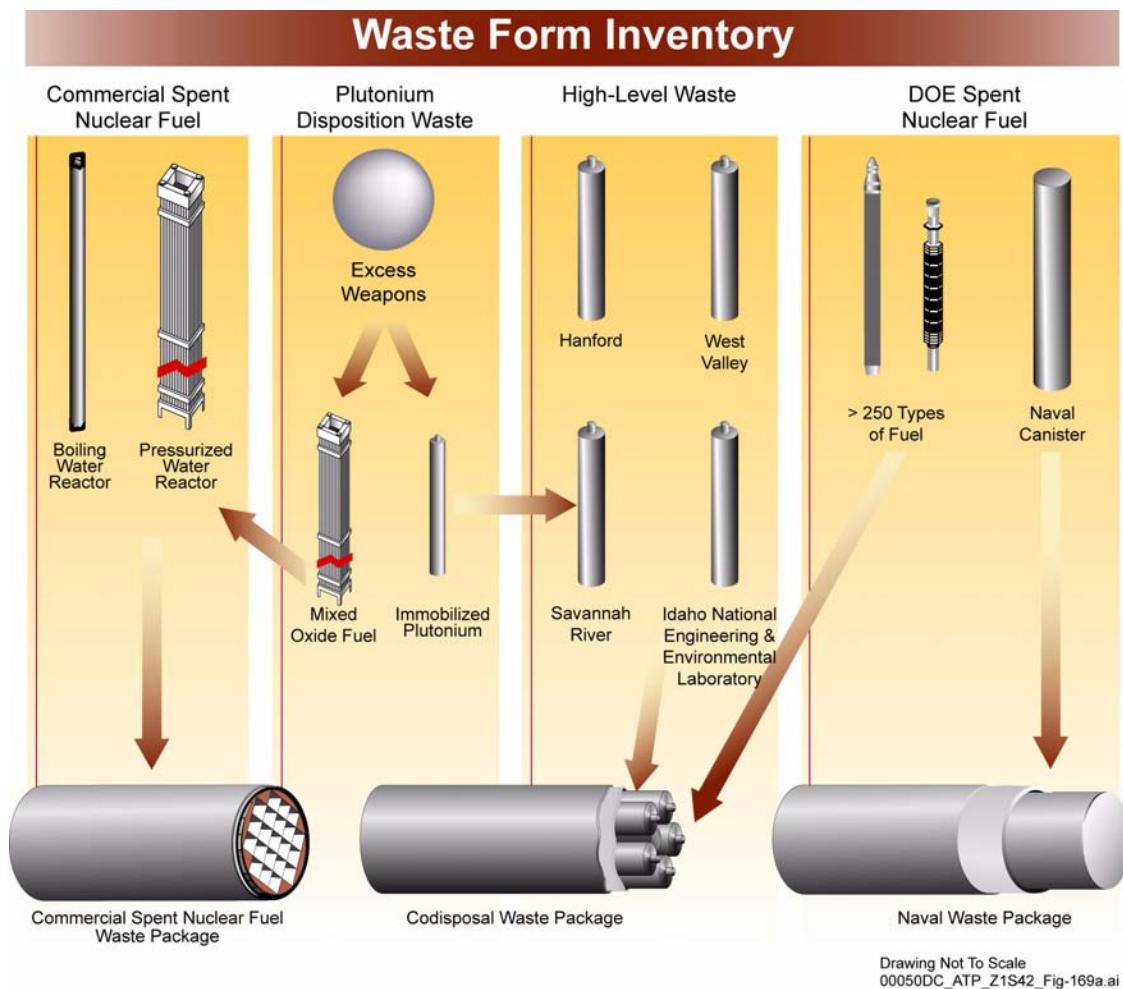 Waste Form Inventory
Commercial Spent
Nuclear Fuel
Plutonium
Disposition Waste
High-Level Waste
DOE Spent
Nuclear Fuel
Excess
Weapons
Hanford
West
Valley
> 250 Types
of Fuel
Naval
Canister
Boiling
Water
Reactor
Pressurized
Water
Reactor
Mixed
Oxide Fuel
Immobilized
Plutonium
Savannah
River
Idaho National
Engineering &
Environmental
Laboratory
Commercial Spent Nuclear Fuel
Waste Package
Codisposal Waste Package
Naval Waste Package
Drawing Not To Scale
00050DC_ATP_Z1S42_Fig-169a.ai